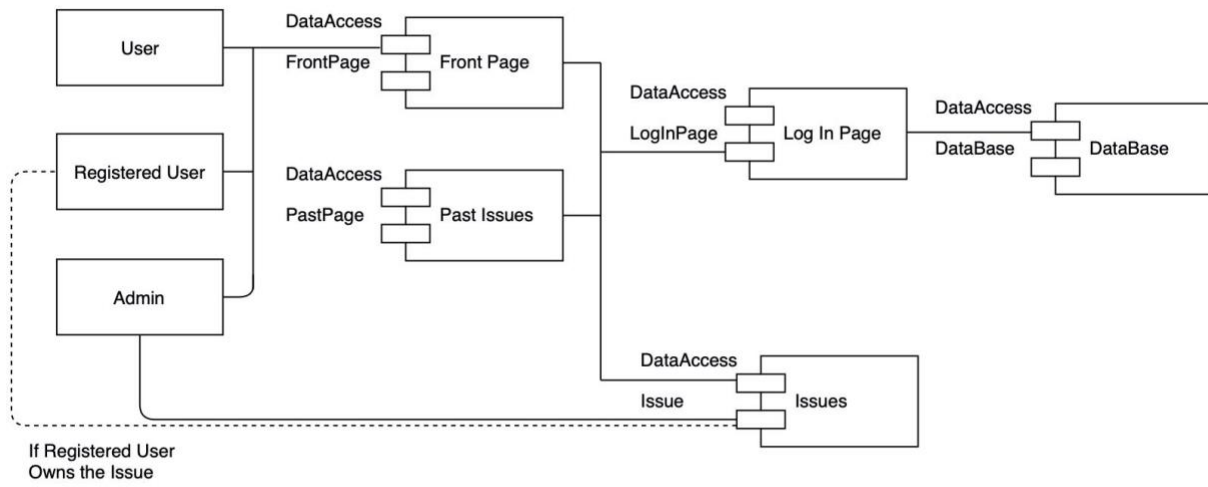 User
DataAccess
FrontPage
Front Page
Registered User
DataAccess
PastPage
Past Issues
Admin
DataAccess
LogInPage
Log In Page
DataAccess
DataBase
DataBase
DataAccess
Issue
Issues
If Registered User
Owns the Issue